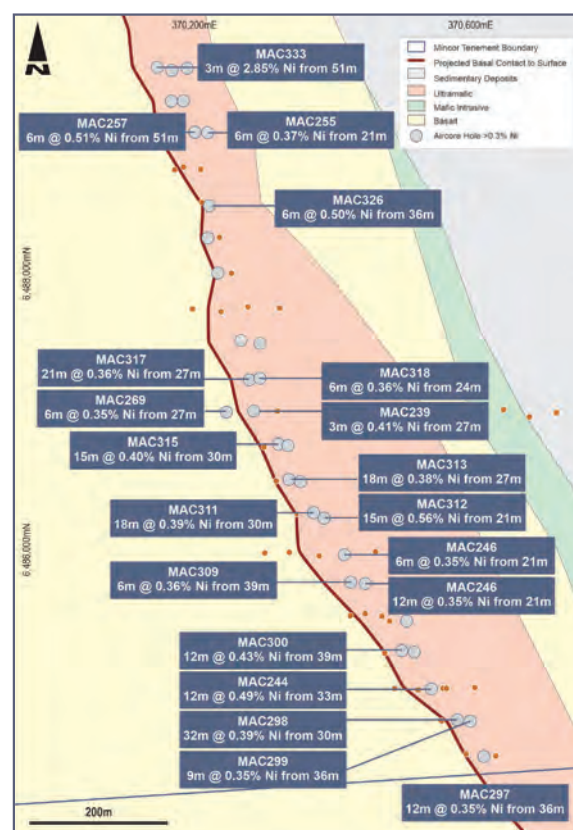 370,200mE
370,600mE
N
Mincor Tenement Boundary
Projected Basal Contact to Surface
Sedimentary Deposits
Ultramafic
Mafic Intrusive
Basalt
Aircore Hole >0.3% Ni
MAC333
3m @ 2.85% Ni from 51m
MAC257
6m @ 0.51% Ni from 51m
MAC255
6m @ 0.37% Ni from 21m
MAC326
6m @ 0.50% Ni from 36m
6,488,000mN
MAC317
21m @ 0.36% Ni from 27m
MAC318
6m @ 0.36% Ni from 24m
MAC269
6m @ 0.35% Ni from 27m
MAC239
3m @ 0.41% Ni from 27m
MAC315
15m @ 0.40% Ni from 30m
MAC313
18m @ 0.38% Ni from 27m
MAC311
18m @ 0.39% Ni from 30m
MAC312
15m @ 0.56% Ni from 21m
6,486,000mN
MAC246
6m @ 0.35% Ni from 21m
MAC309
6m @ 0.36% Ni from 39m
MAC246
12m @ 0.35% Ni from 21m
MAC300
12m @ 0.43% Ni from 39m
MAC244
12m @ 0.49% Ni from 33m
MAC298
32m @ 0.39% Ni from 30m
MAC299
9m @ 0.35% Ni from 36m
MAC297
12m @ 0.35% Ni from 36m
200m